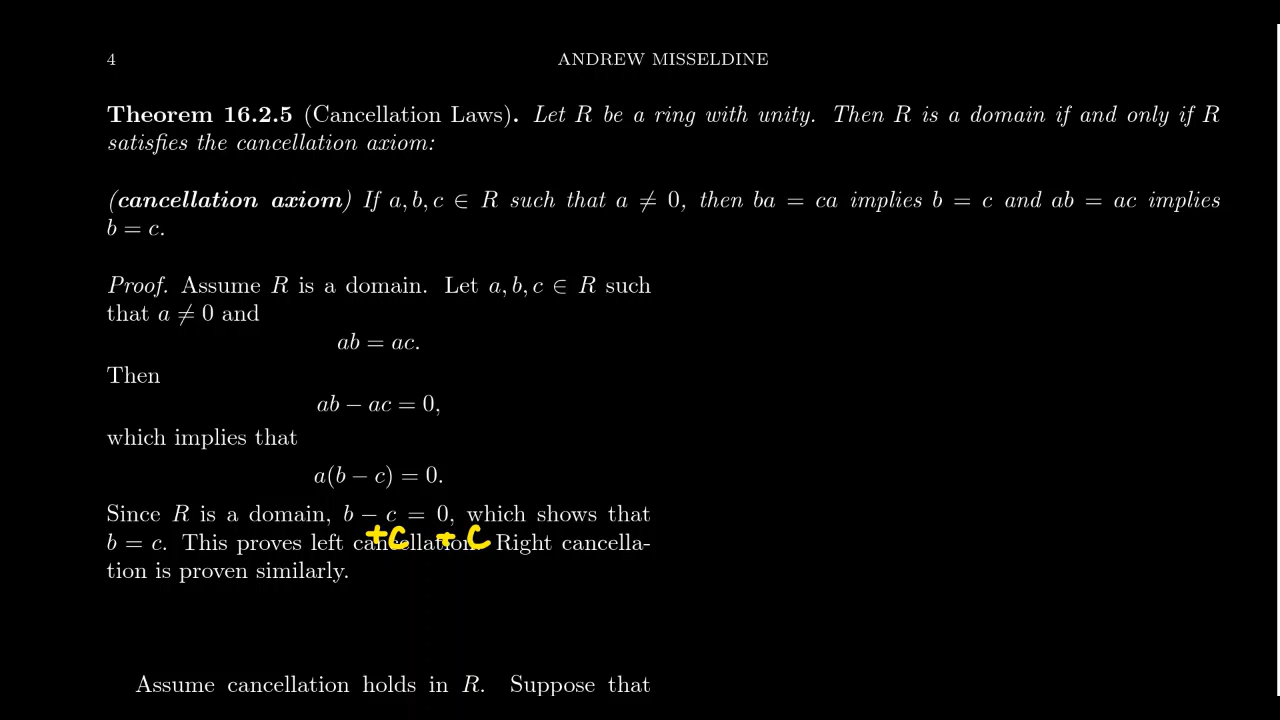 4 ANDREW MISSELDINE
Theorem 16.2.5 (Cancellation Laws). Let R be a ring with unity. Then R is a domain if and only if R
satisfies the cancellation axiom:
(cancellation axiom) If a, b, c ∈ R such that a ≠ 0, then ba = ca implies b = c and ab = ac implies
b = c.
Proof. Assume R is a domain. Let a, b, c ∈ R such
that a ≠ 0 and
ab = ac.
Then
ab − ac = 0,
which implies that
a(b − c) = 0.
Since R is a domain, b − c = 0, which shows that
+c +c
b = c. This proves left cancellation. Right cancella-
tion is proven similarly.
Assume cancellation holds in R. Suppose that